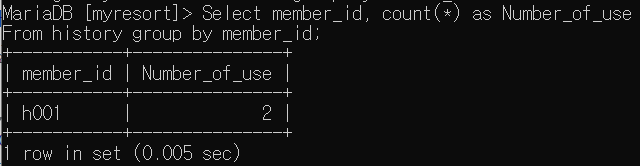 MariaDB [myresort]> Select member_id, count(*) as Number_of_use
From history group by member_id;
+-----------+---------------+
| member_id | Number_of_use |
+-----------+---------------+
| h001      |             2 |
+-----------+---------------+
1 row in set (0.005 sec)